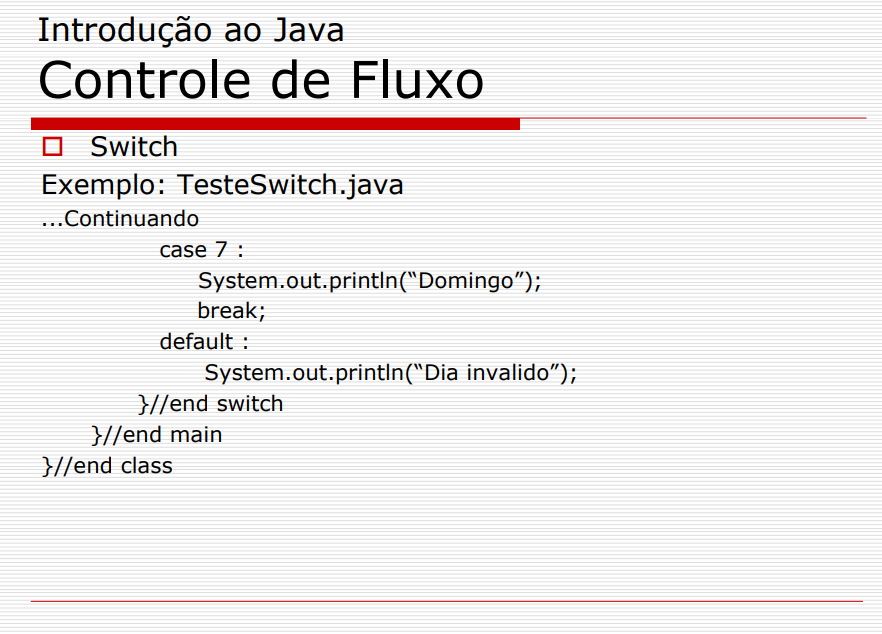 Introdução ao Java
Controle de Fluxo
Switch
Exemplo: TesteSwitch.java
...Continuando
case 7 :
System.out.println(“Domingo”);
break;
default :
System.out.println(“Dia invalido”);
}//end switch
}//end main
}//end class